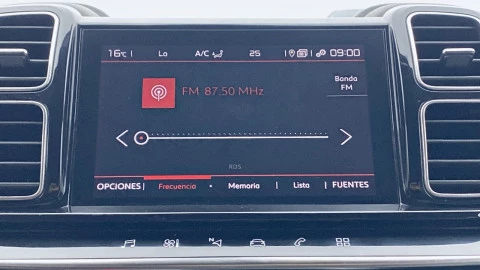 16°C Lo A/C 25 09:00
Banda
FM
FM 87.50 MHz
RDS
OPCIONES Frecuencia Memoria Lista FUENTES
N